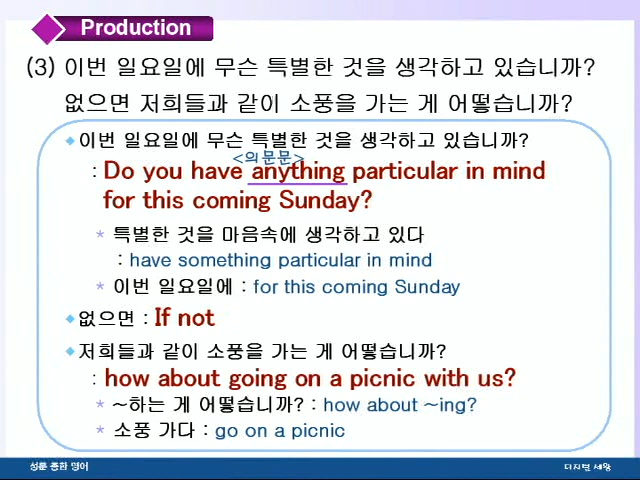 Production
(3) 이번 일요일에 무슨 특별한 것을 생각하고 있습니까?
없으면 저희들과 같이 소풍을 가는 게 어떻습니까?
이번 일요일에 무슨 특별한 것을 생각하고 있습니까?
<의문문>
: Do you have anything particular in mind
for this coming Sunday?
* 특별한 것을 마음속에 생각하고 있다
: have something particular in mind
* 이번 일요일에 : for this coming Sunday
없으면 : If not
저희들과 같이 소풍을 가는 게 어떻습니까?
: how about going on a picnic with us?
* ~하는 게 어떻습니까? : how about ~ing?
* 소풍 가다 : go on a picnic
성문 종합 영어
디지털 세왕